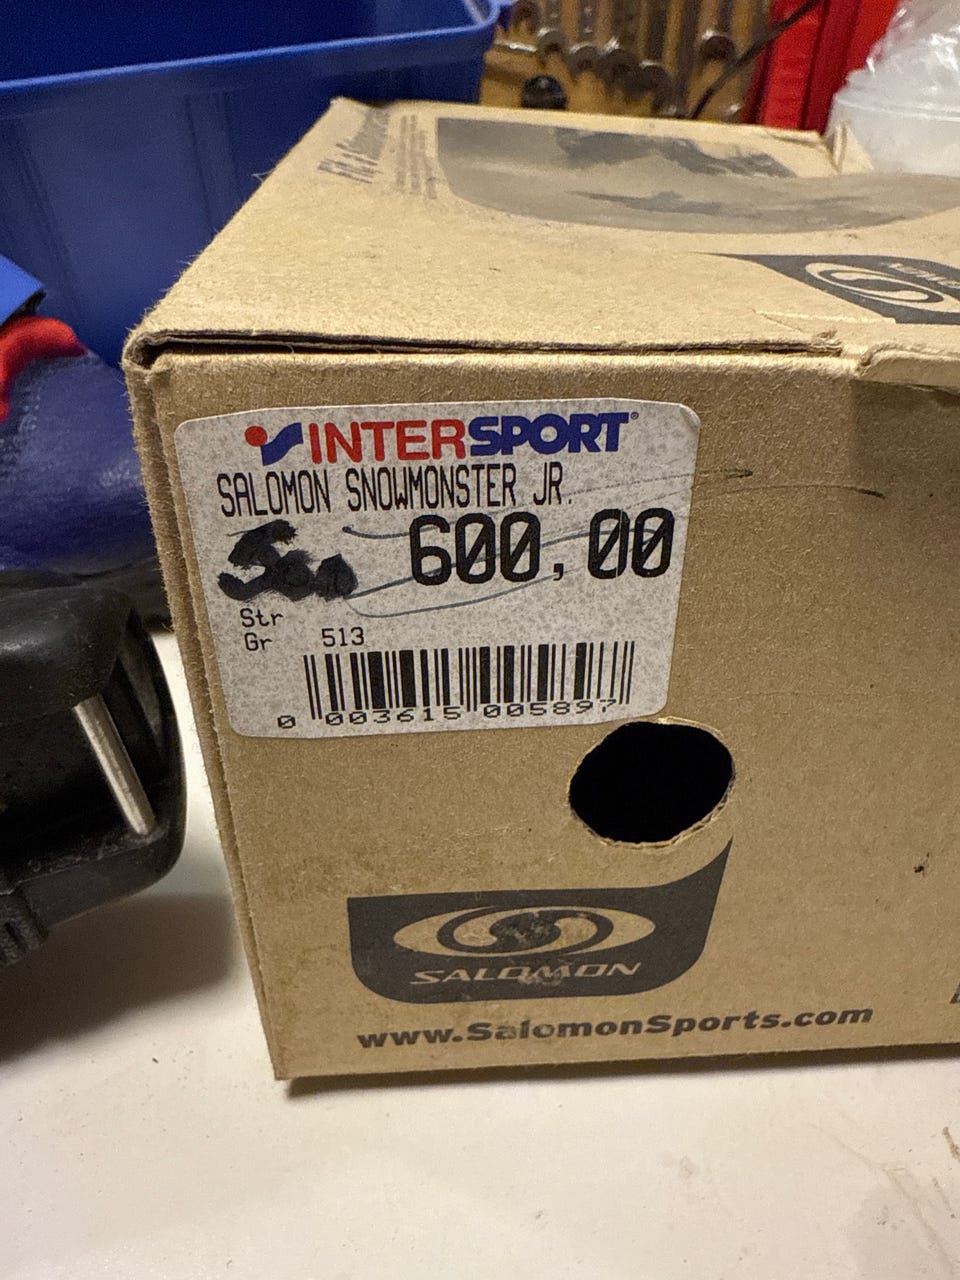 INTERSPORT®
SALOMON SNOWMONSTER JR.
600,00
Str
Gr 513
0 003615 005897
SALOMON
www.SalomonSports.com